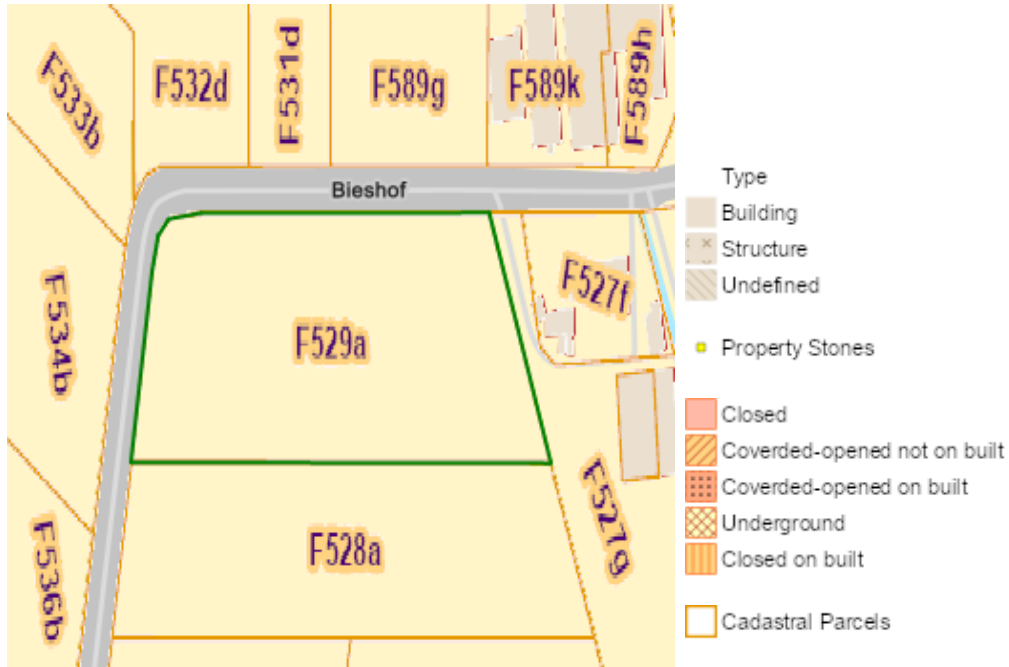 F533b
F532d
F531d
F589g
F589k
F589h
Bieshof
F534b
F529a
F527f
F536b
F528a
F527g
Type
Building
Structure
Undefined
Property Stones
Closed
Coverded-opened not on built
Coverded-opened on built
Underground
Closed on built
Cadastral Parcels